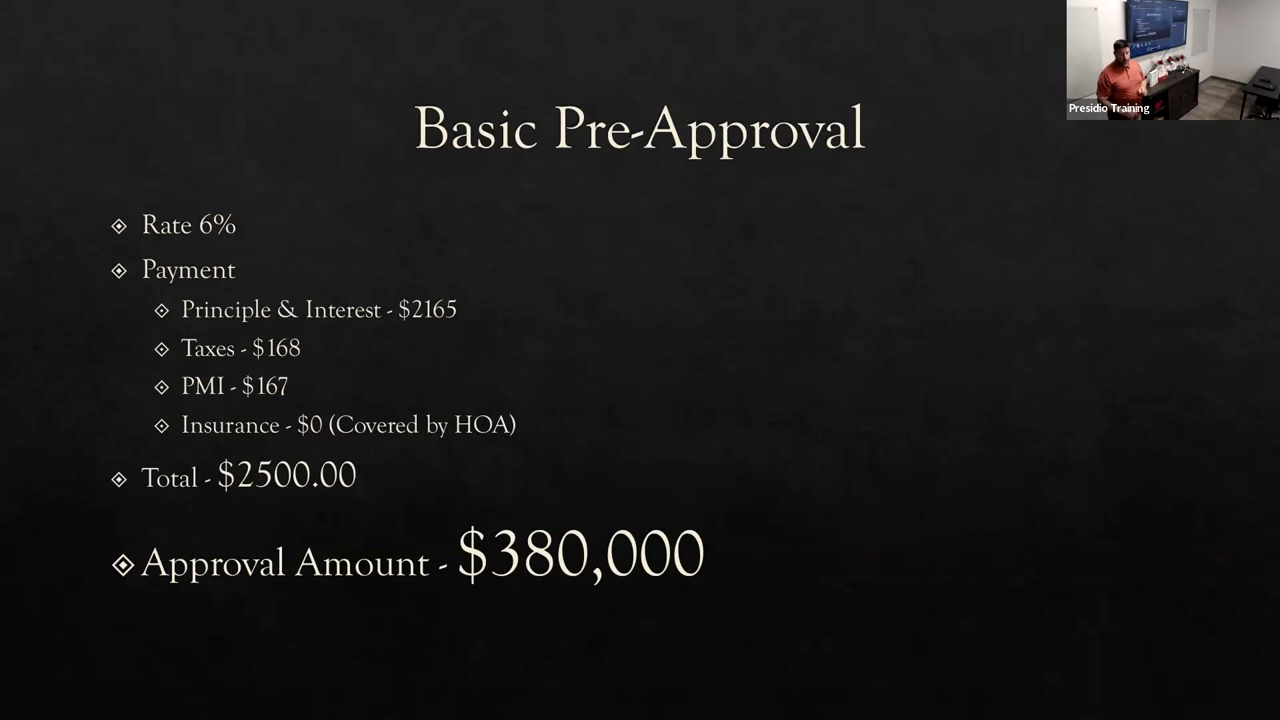 Presidio Training
Basic Pre-Approval
Rate 6%
Payment
Principle & Interest - $2165
Taxes - $168
PMI - $167
Insurance - $0 (Covered by HOA)
Total - $2500.00
Approval Amount - $380,000